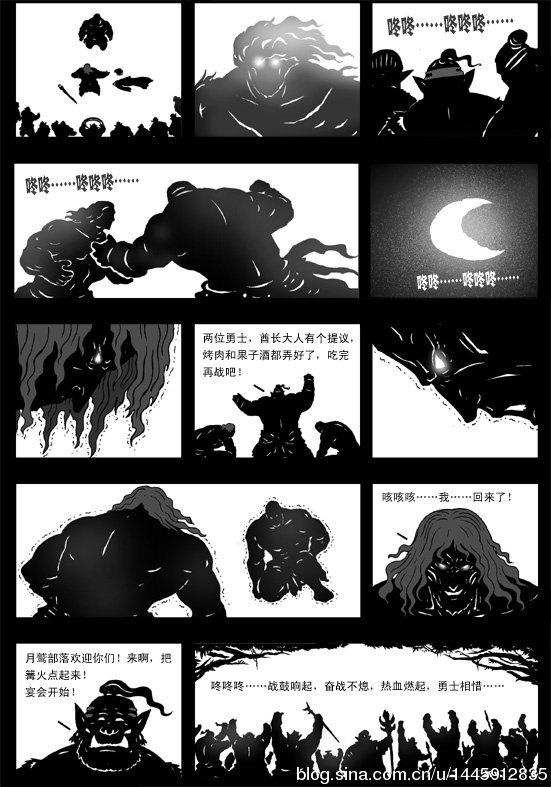 咚咚……咚咚咚……
咚咚……咚咚咚……
咚咚……咚咚咚……
两位勇士，酋长大人有个提议，
烤肉和果子酒都弄好了，吃完
再战吧！
咳咳咳……我……回来了！
月鹫部落欢迎你们！来啊，把
篝火点起来！
宴会开始！
咚咚咚……战鼓响起，奋战不熄，热血燃起，勇士相惜……
blog.sina.com.cn/u/1445912835